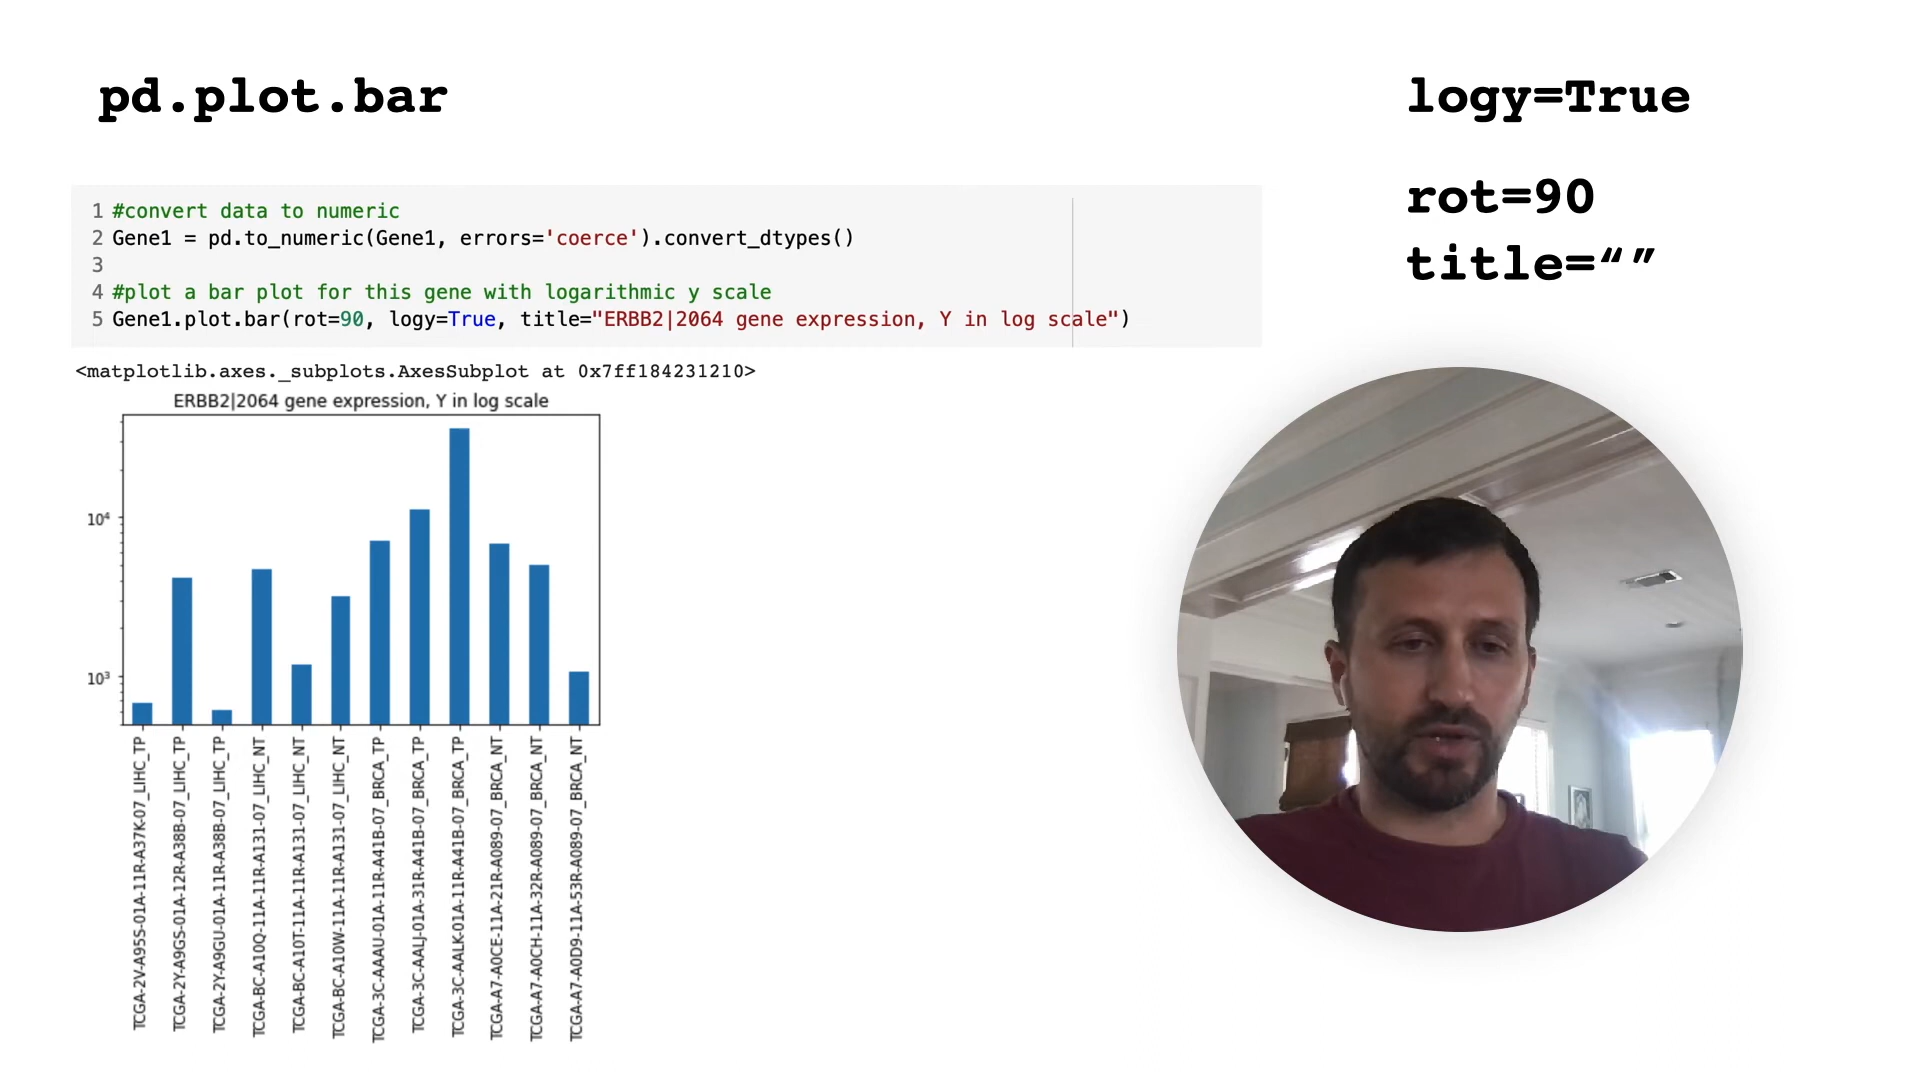 pd.plot.bar
logy=True
rot=90
title=“”
1 #convert data to numeric
2 Gene1 = pd.to_numeric(Gene1, errors='coerce').convert_dtypes()
3
4 #plot a bar plot for this gene with logarithmic y scale
5 Gene1.plot.bar(rot=90, logy=True, title="ERBB2|2064 gene expression, Y in log scale")
<matplotlib.axes._subplots.AxesSubplot at 0x7ff184231210>
ERBB2|2064 gene expression, Y in log scale
10⁴
10³
TCGA-2V-A95S-01A-11R-A37K-07_LIHC_TP
TCGA-2Y-A9GS-01A-12R-A38B-07_LIHC_TP
TCGA-2Y-A9GU-01A-11R-A38B-07_LIHC_TP
TCGA-BC-A10Q-11A-11R-A131-07_LIHC_NT
TCGA-BC-A10T-11A-11R-A131-07_LIHC_NT
TCGA-BC-A10W-11A-11R-A131-07_LIHC_NT
TCGA-3C-AAAU-01A-11R-A41B-07_BRCA_TP
TCGA-3C-AALJ-01A-31R-A41B-07_BRCA_TP
TCGA-3C-AALK-01A-11R-A41B-07_BRCA_TP
TCGA-A7-A0CE-11A-21R-A089-07_BRCA_NT
TCGA-A7-A0CH-11A-32R-A089-07_BRCA_NT
TCGA-A7-A0D9-11A-53R-A089-07_BRCA_NT